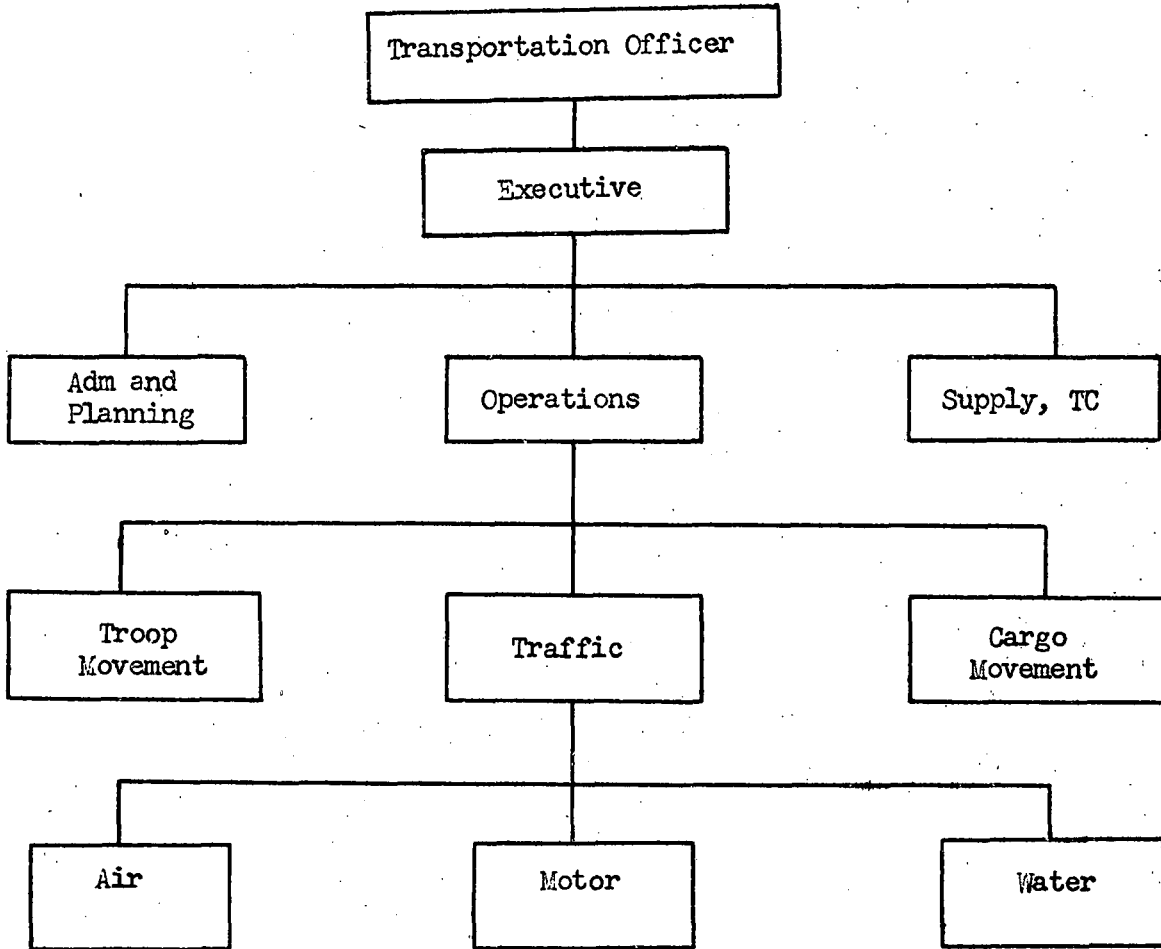 Transportation Officer
Executive
Adm and
Planning
Operations
Supply, TC
Troop
Movement
Traffic
Cargo
Movement
Air
Motor
Water